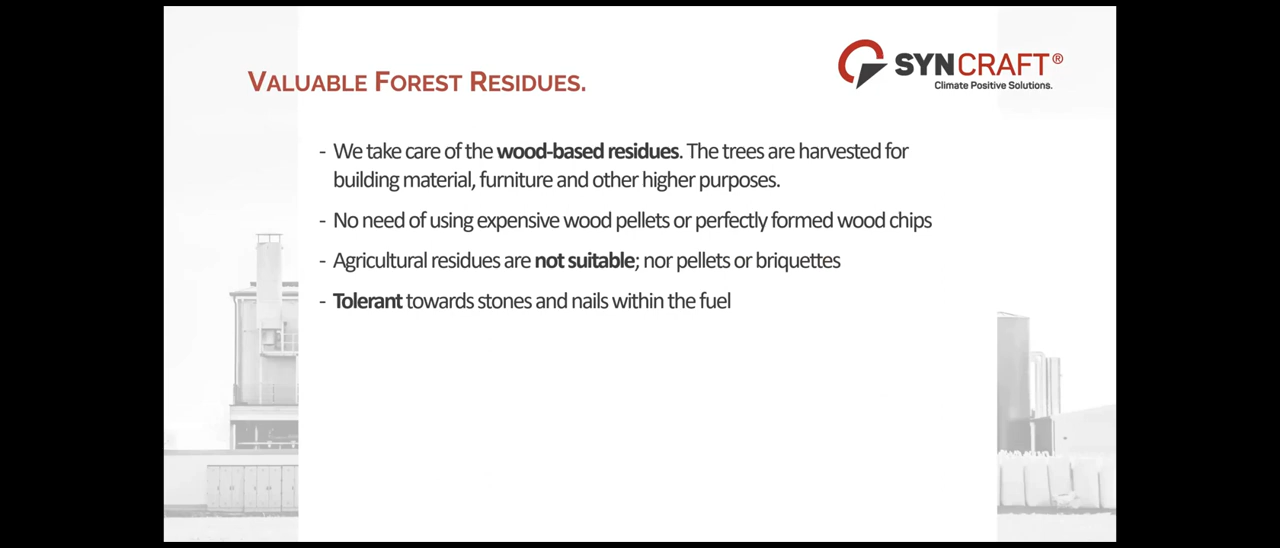 SYNCRAFT®
Climate Positive Solutions.
VALUABLE FOREST RESIDUES.
- We take care of the wood-based residues. The trees are harvested for
building material, furniture and other higher purposes.
- No need of using expensive wood pellets or perfectly formed wood chips
- Agricultural residues are not suitable; nor pellets or briquettes
- Tolerant towards stones and nails within the fuel